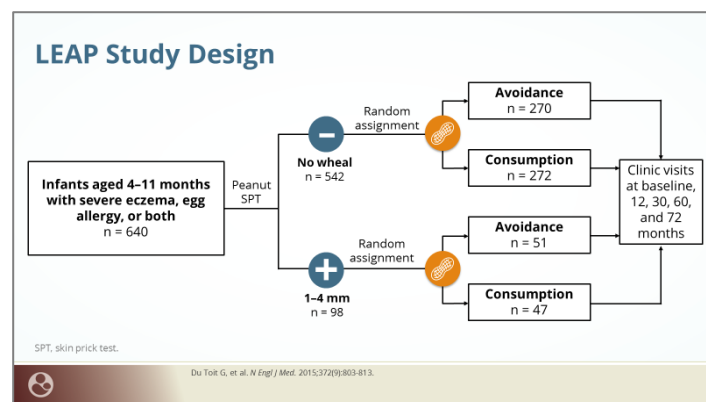 LEAP Study Design
Infants aged 4–11 months
with severe eczema, egg
allergy, or both
n = 640
Peanut
SPT
No wheal
n = 542
Random
assignment
Avoidance
n = 270
Consumption
n = 272
1–4 mm
n = 98
Random
assignment
Avoidance
n = 51
Consumption
n = 47
Clinic visits
at baseline,
12, 30, 60,
and 72
months
SPT, skin prick test.
Du Toit G, et al. N Engl J Med. 2015;372(9):803-813.